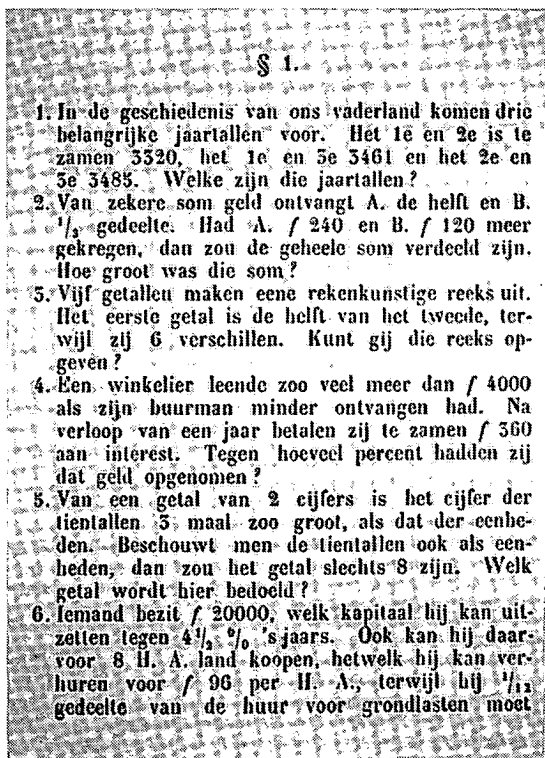 § 1.
1. In de geschiedenis van ons vaderland komen drie
belangrijke jaartallen voor. Het 1e en 2e is te
zamen 3320, het 1e en 3e 3461 en het 2e en
3e 3485. Welke zijn die jaartallen?
2. Van zekere som geld ontvangt A. de helft en B.
1/3 gedeelte. Had A. f 240 en B. f 120 meer
gekregen, dan zou de geheele som verdeeld zijn.
Hoe groot was die som?
3. Vijf getallen maken eene rekenkunstige reeks uit.
Het eerste getal is de helft van het tweede, ter-
wijl zij 6 verschillen. Kunt gij die reeks op-
geven?
4. Een winkelier leende zoo veel meer dan f 4000
als zijn buurman minder ontvangen had. Na
verloop van een jaar betalen zij te zamen f 360
aan interest. Tegen hoeveel percent hadden zij
dat geld opgenomen?
5. Van een getal van 2 cijfers is het cijfer der
tientallen 3 maal zoo groot, als dat der eenhe-
den. Beschouwt men de tientallen ook als een-
heden, dan zou het getal slechts 8 zijn. Welk
getal wordt hier bedoeld?
6. Iemand bezit f 20000, welk kapitaal hij kan uit-
zetten tegen 4 1/2 % 's jaars. Ook kan hij daar-
voor 8 H. A. land koopen, hetwelk hij kan ver-
huren voor f 96 per H. A., terwijl hij 1/12
gedeelte van de huur voor grondlasten moet